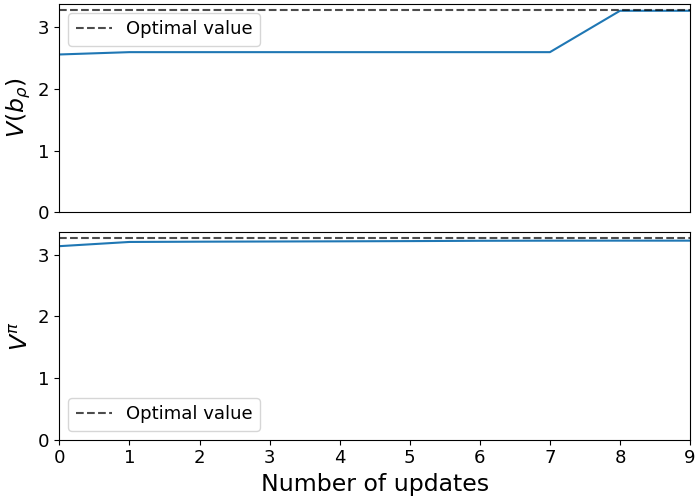 3
2
1
0
V(b_ρ)
Optimal value
3
2
1
0
V^π
Optimal value
0 1 2 3 4 5 6 7 8 9
Number of updates